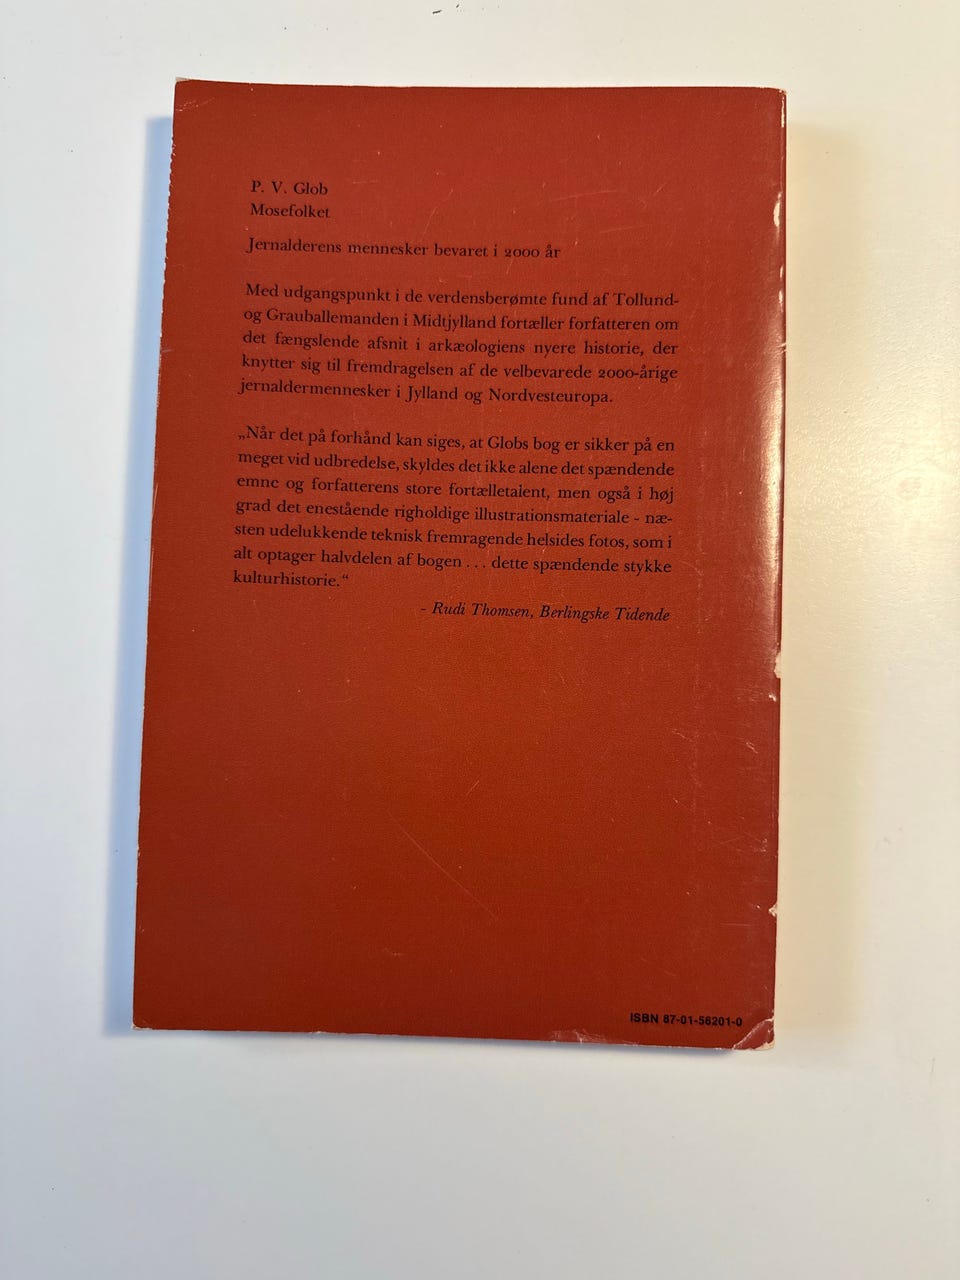 P. V. Glob
Mosefolket
Jernalderens mennesker bevaret i 2000 år
Med udgangspunkt i de verdensberømte fund af Tollund-
og Grauballemanden i Midtjylland fortæller forfatteren om
det fængslende afsnit i arkæologiens nyere historie, der
knytter sig til fremdragelsen af de velbevarede 2000-årige
jernaldermennesker i Jylland og Nordvesteuropa.
„Når det på forhånd kan siges, at Globs bog er sikker på en
meget vid udbredelse, skyldes det ikke alene det spændende
emne og forfatterens store fortælletalent, men også i høj
grad det enestående righoldige illustrationsmateriale - næ-
sten udelukkende teknisk fremragende helsides fotos, som i
alt optager halvdelen af bogen ... dette spændende stykke
kulturhistorie.“
- Rudi Thomsen, Berlingske Tidende
ISBN 87-01-56201-0